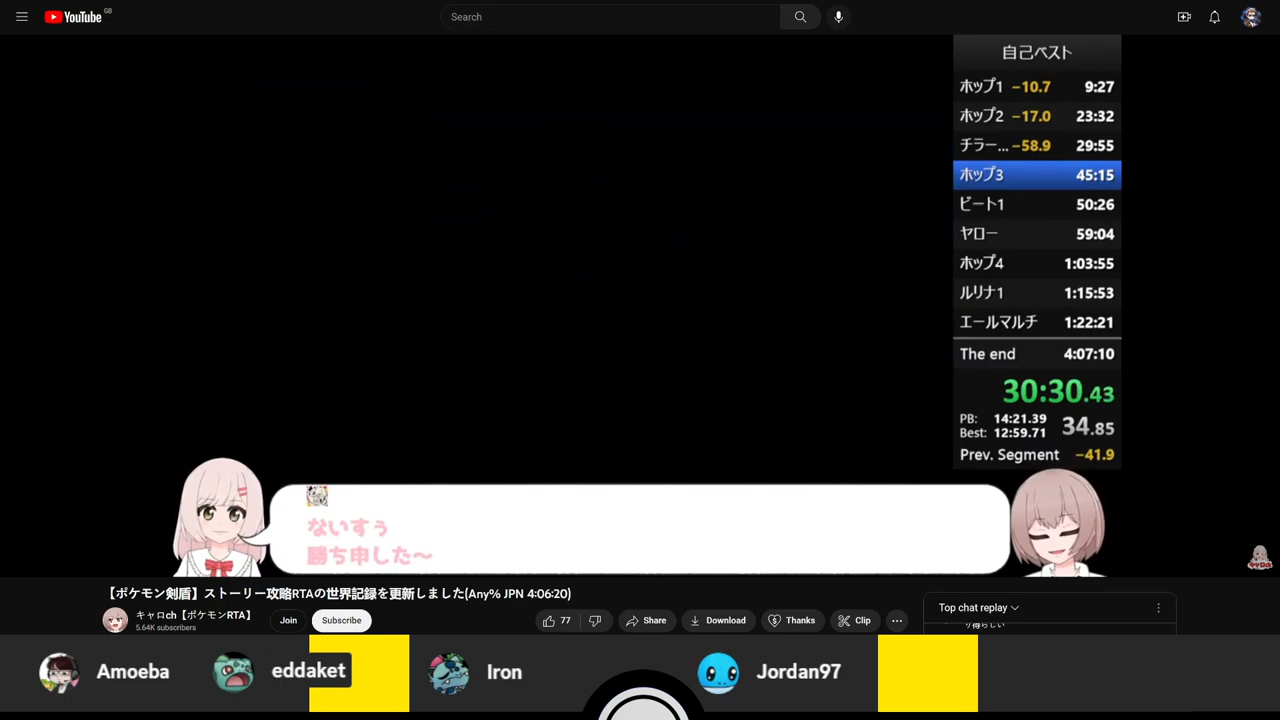 YouTube GB
Search
自己ベスト
ホップ1 −10.7 9:27
ホップ2 −17.0 23:32
チラー... −58.9 29:55
ホップ3 45:15
ビート1 50:26
ヤロー 59:04
ホップ4 1:03:55
ルリナ1 1:15:53
エールマルチ 1:22:21
The end 4:07:10
30:30.43
PB: 14:21.39
Best: 12:59.71
34.85
Prev. Segment −41.9
ないすぅ
勝ち申した～
【ポケモン剣盾】ストーリー攻略RTAの世界記録を更新しました(Any% JPN 4:06:20)
キャロch【ポケモンRTA】
5.64K subscribers
Join
Subscribe
77
Share
Download
Thanks
Clip
Top chat replay
り得らしい
Amoeba
eddaket
Iron
Jordan97